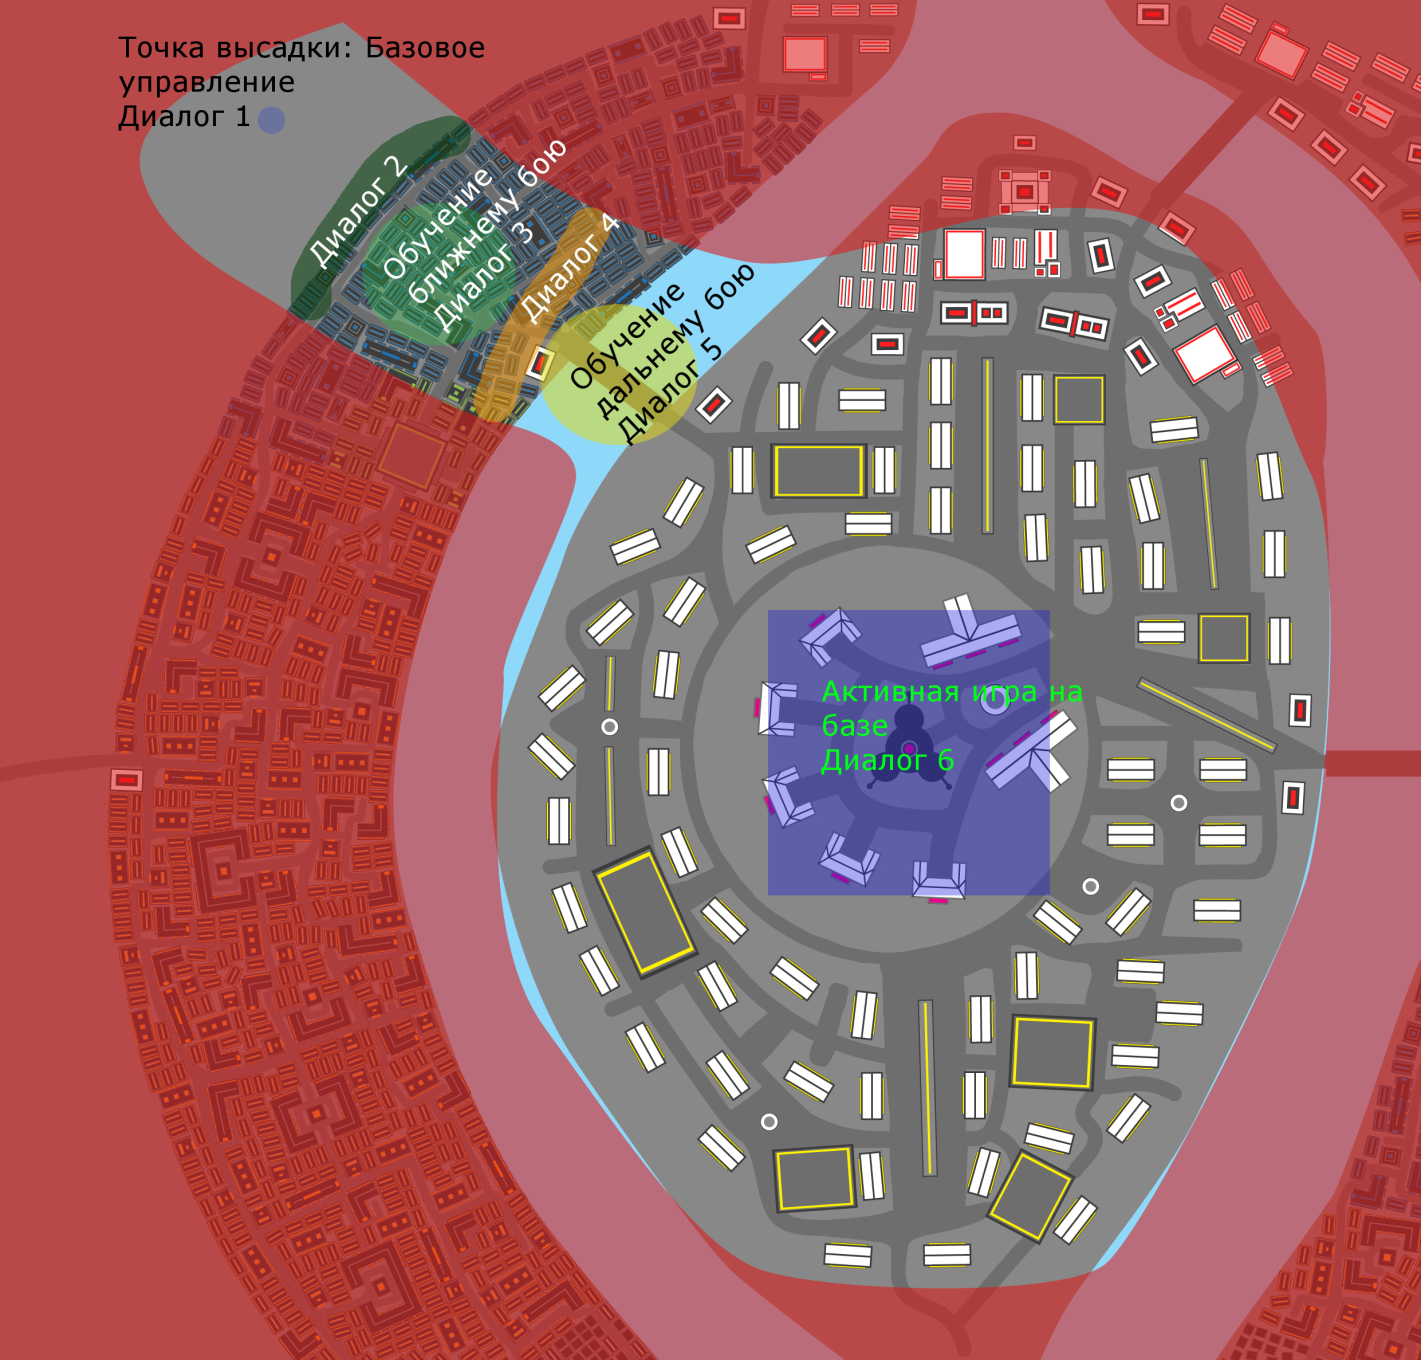 Точка высадки: Базовое
управление
Диалог 1
Диалог 2
Обучение
ближнему бою
Диалог 3
Диалог 4
Обучение
дальнему бою
Диалог 5
Активная игра на
базе
Диалог 6